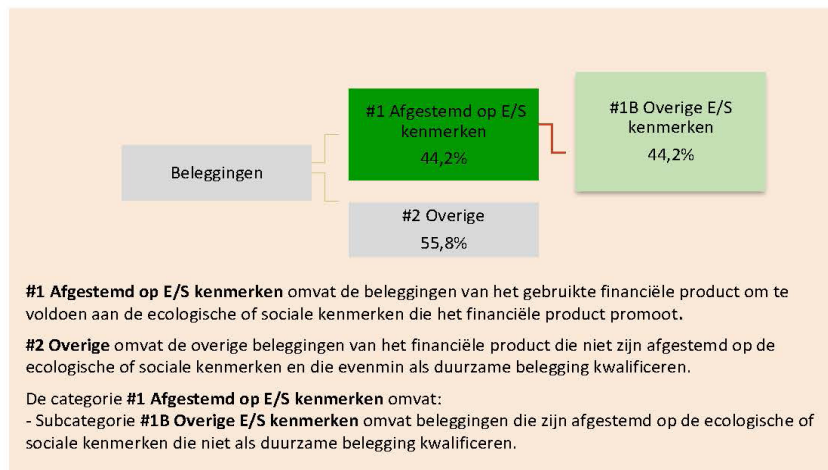 #1 Afgestemd op E/S
kenmerken
44,2%
#1B Overige E/S
kenmerken
44,2%
Beleggingen
#2 Overige
55,8%
#1 Afgestemd op E/S kenmerken omvat de beleggingen van het gebruikte financiële product om te
voldoen aan de ecologische of sociale kenmerken die het financiële product promoot.
#2 Overige omvat de overige beleggingen van het financiële product die niet zijn afgestemd op de
ecologische of sociale kenmerken en die evenmin als duurzame belegging kwalificeren.
De categorie #1 Afgestemd op E/S kenmerken omvat:
- Subcategorie #1B Overige E/S kenmerken omvat beleggingen die zijn afgestemd op de ecologische of
sociale kenmerken die niet als duurzame belegging kwalificeren.